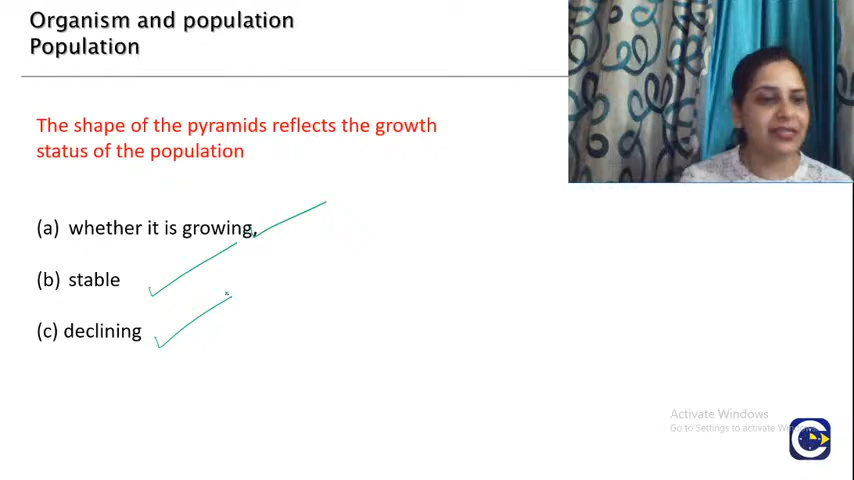 Organism and population
Population
The shape of the pyramids reflects the growth
status of the population
(a) whether it is growing,
(b) stable
(c) declining
Activate Windows
Go to Settings to activate